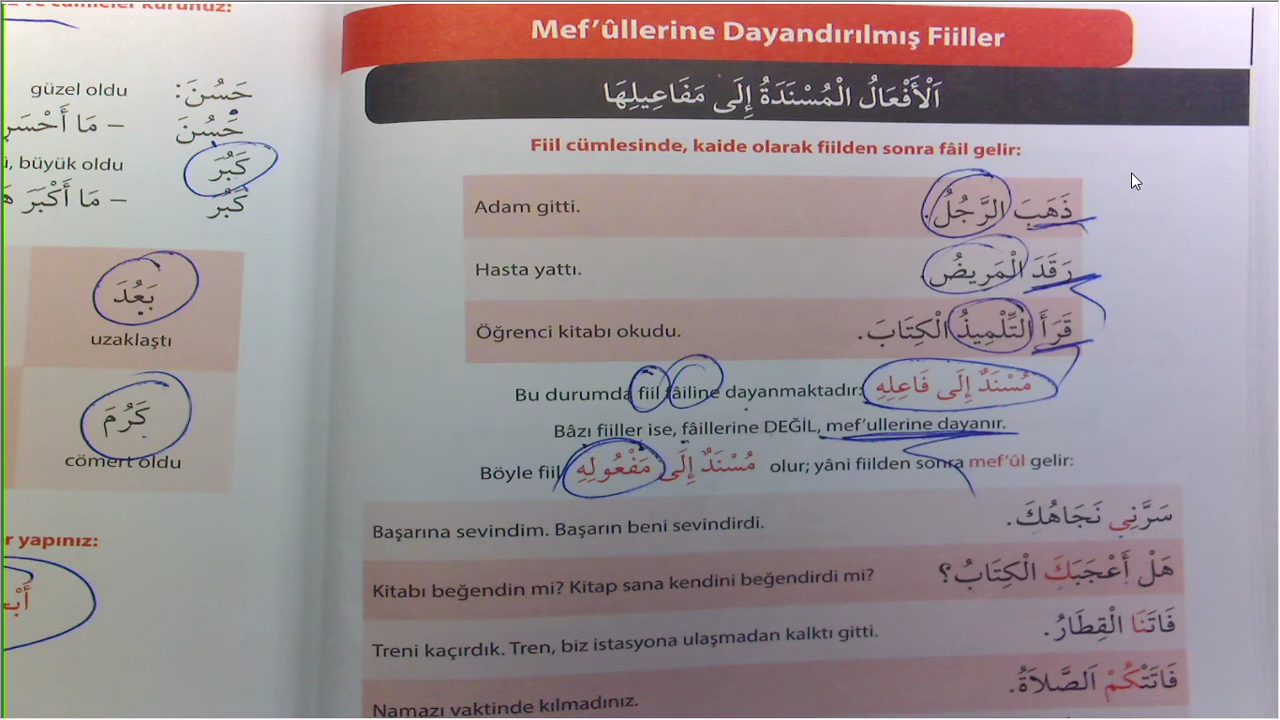 güzel oldu حَسُنَ:
حَسُنَ – مَا أَحْسَ
büyük oldu كَبُرَ
كَبُرَ – مَا أَكْبَرَ
بَعُدَ
uzaklaştı
كَرُمَ
cömert oldu
yapınız:
Mef’ûllerine Dayandırılmış Fiiller
اَلْأَفْعَالُ الْمُسْنَدَةُ إِلَى مَفَاعِيلِهَا
Fiil cümlesinde, kaide olarak fiilden sonra fâil gelir:
Adam gitti. ذَهَبَ الرَّجُلُ.
Hasta yattı. رَقَدَ الْمَرِيضُ.
Öğrenci kitabı okudu. قَرَأَ التِّلْمِيذُ الْكِتَابَ.
Bu durumda fiil fâiline dayanmaktadır: مُسْنَدٌ إِلَى فَاعِلِهِ
Bâzı fiiller ise, fâillerine DEĞİL, mef’ullerine dayanır.
Böyle fiil مُسْنَدٌ إِلَى مَفْعُولِهِ olur; yâni fiilden sonra mef’ûl gelir:
Başarına sevindim. Başarın beni sevindirdi. سَرَّنِي نَجَاهُكَ.
Kitabı beğendin mi? Kitap sana kendini beğendirdi mi? هَلْ أَعْجَبَكَ الْكِتَابُ؟
Treni kaçırdık. Tren, biz istasyona ulaşmadan kalktı gitti. فَاتَنَا الْقِطَارُ.
Namazı vaktinde kılmadınız. فَاتَتْكُمْ اَلصَّلاَةُ.